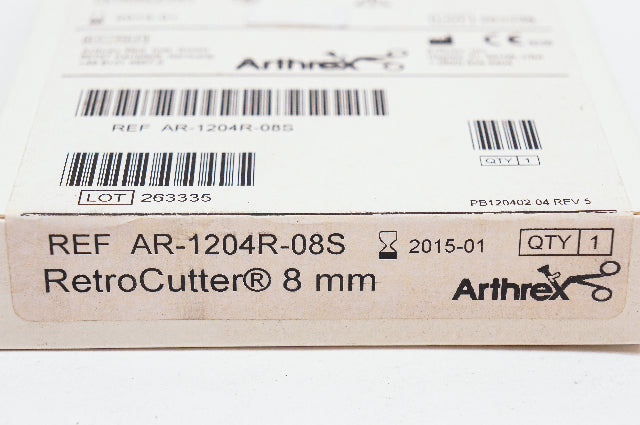 Arthrex
REF AR-1204R-08S
QTY 1
LOT 263335
PB120402-04 REV 5
REF AR-1204R-08S 2015-01 QTY 1
RetroCutter® 8 mm Arthrex